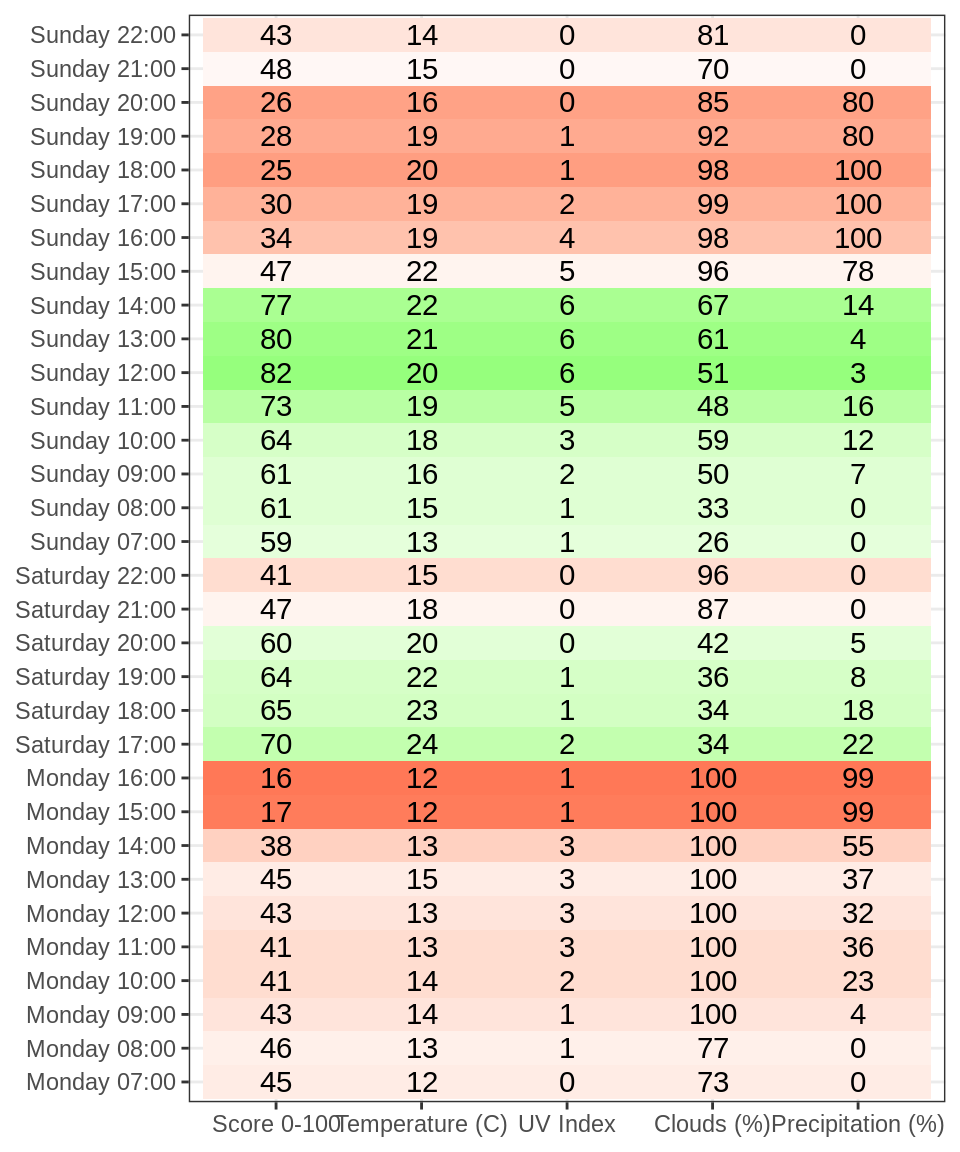 Sunday 22:00 43 14 0 81 0
Sunday 21:00 48 15 0 70 0
Sunday 20:00 26 16 0 85 80
Sunday 19:00 28 19 1 92 80
Sunday 18:00 25 20 1 98 100
Sunday 17:00 30 19 2 99 100
Sunday 16:00 34 19 4 98 100
Sunday 15:00 47 22 5 96 78
Sunday 14:00 77 22 6 67 14
Sunday 13:00 80 21 6 61 4
Sunday 12:00 82 20 6 51 3
Sunday 11:00 73 19 5 48 16
Sunday 10:00 64 18 3 59 12
Sunday 09:00 61 16 2 50 7
Sunday 08:00 61 15 1 33 0
Sunday 07:00 59 13 1 26 0
Saturday 22:00 41 15 0 96 0
Saturday 21:00 47 18 0 87 0
Saturday 20:00 60 20 0 42 5
Saturday 19:00 64 22 1 36 8
Saturday 18:00 65 23 1 34 18
Saturday 17:00 70 24 2 34 22
Monday 16:00 16 12 1 100 99
Monday 15:00 17 12 1 100 99
Monday 14:00 38 13 3 100 55
Monday 13:00 45 15 3 100 37
Monday 12:00 43 13 3 100 32
Monday 11:00 41 13 3 100 36
Monday 10:00 41 14 2 100 23
Monday 09:00 43 14 1 100 4
Monday 08:00 46 13 1 77 0
Monday 07:00 45 12 0 73 0
Score 0-100 Temperature (C) UV Index Clouds (%) Precipitation (%)